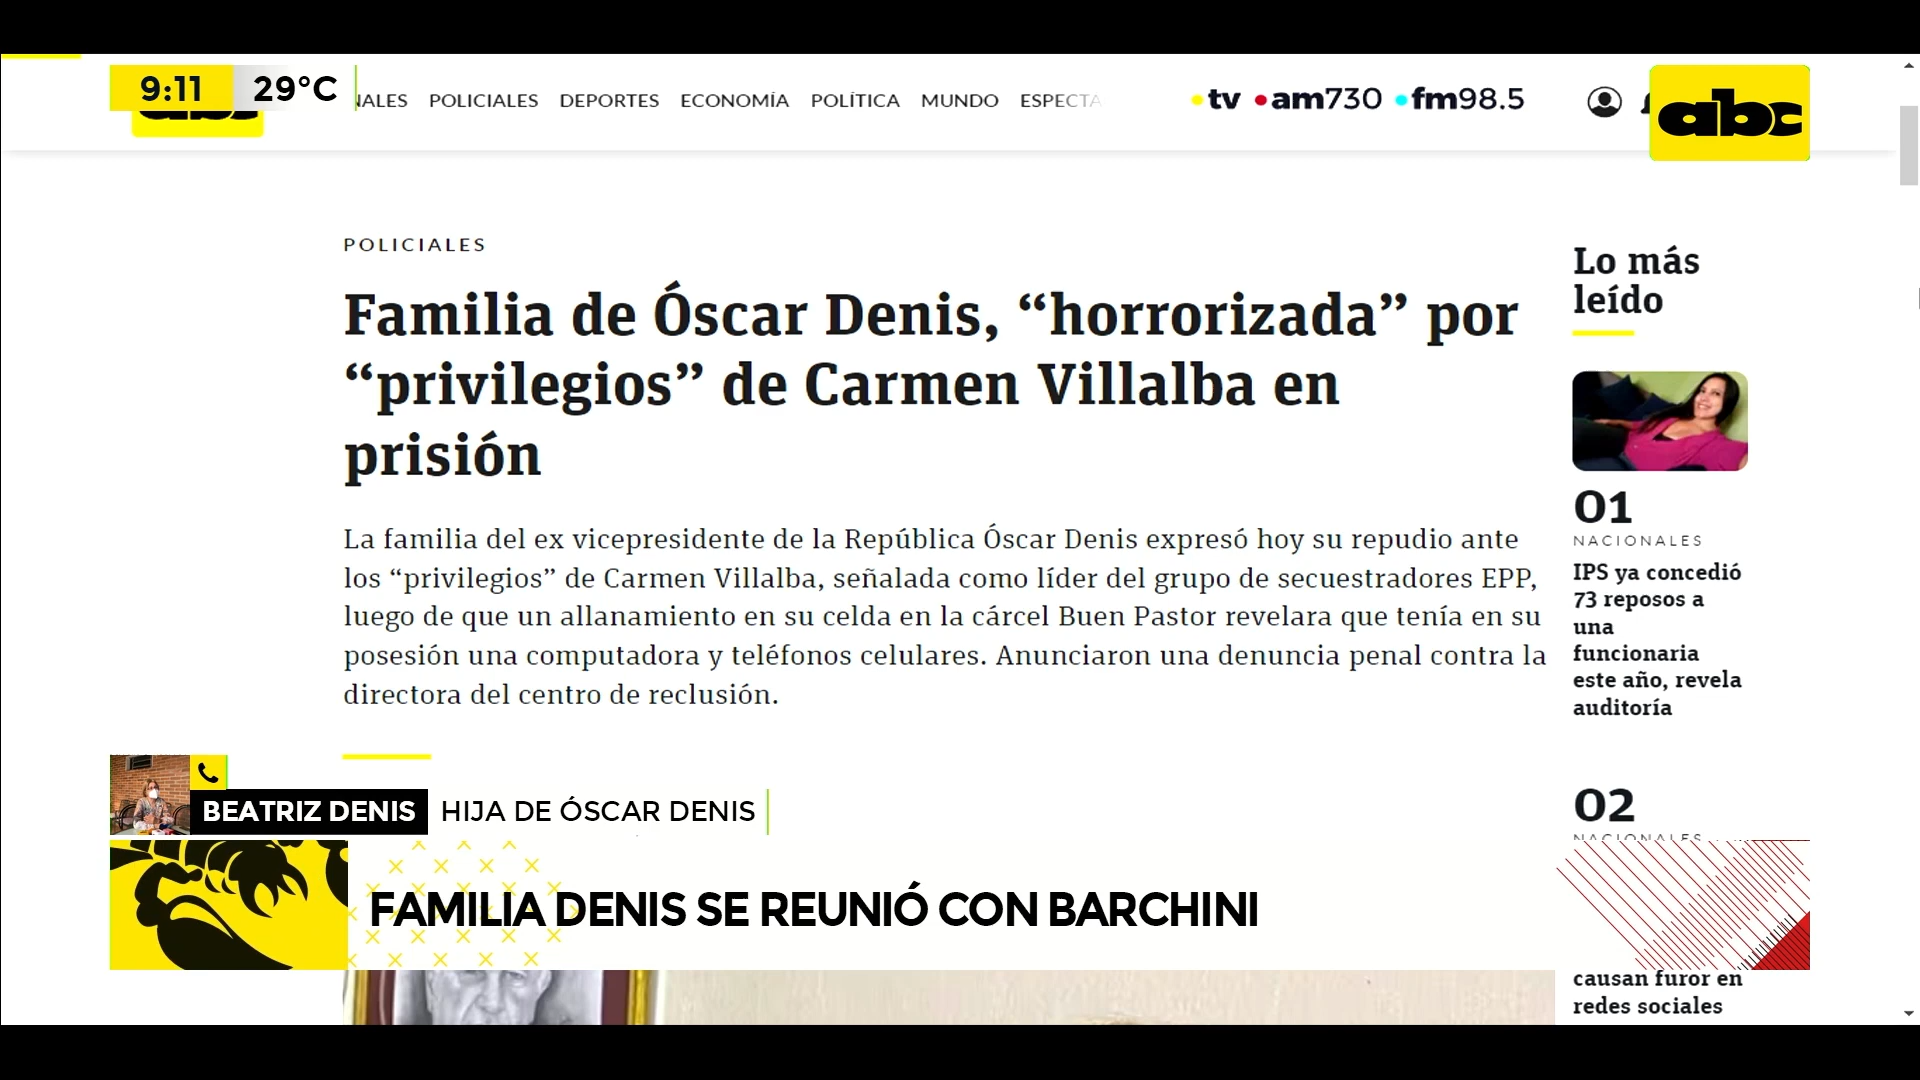 9:11
29°C
NALES POLICIALES DEPORTES ECONOMÍA POLÍTICA MUNDO ESPECTA
tv am730 fm98.5
abc
POLICIALES
Familia de Óscar Denis, “horrorizada” por
“privilegios” de Carmen Villalba en
prisión
La familia del ex vicepresidente de la República Óscar Denis expresó hoy su repudio ante
los “privilegios” de Carmen Villalba, señalada como líder del grupo de secuestradores EPP,
luego de que un allanamiento en su celda en la cárcel Buen Pastor revelara que tenía en su
posesión una computadora y teléfonos celulares. Anunciaron una denuncia penal contra la
directora del centro de reclusión.
Lo más
leído
01
NACIONALES
IPS ya concedió
73 reposos a
una
funcionaria
este año, revela
auditoría
02
NACIONALES
causan furor en
redes sociales
BEATRIZ DENIS HIJA DE ÓSCAR DENIS
FAMILIA DENIS SE REUNIÓ CON BARCHINI